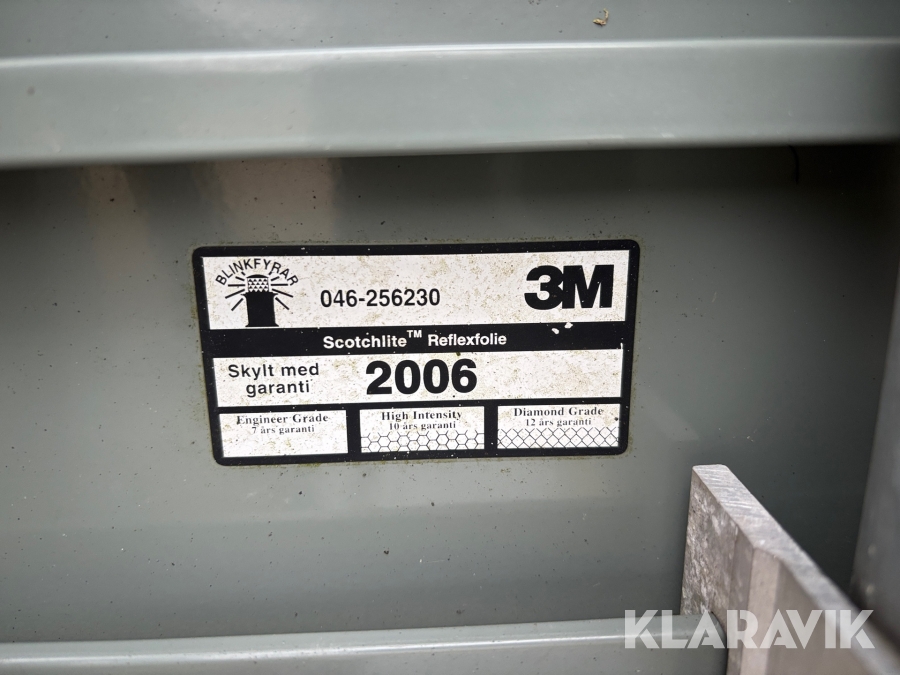 BLINKFYRAR
046-256230
3M
Scotchlite™ Reflexfolie
Skylt med
garanti
2006
Engineer Grade
7 års garanti
High Intensity
10 års garanti
Diamond Grade
12 års garanti
KLARAVIK